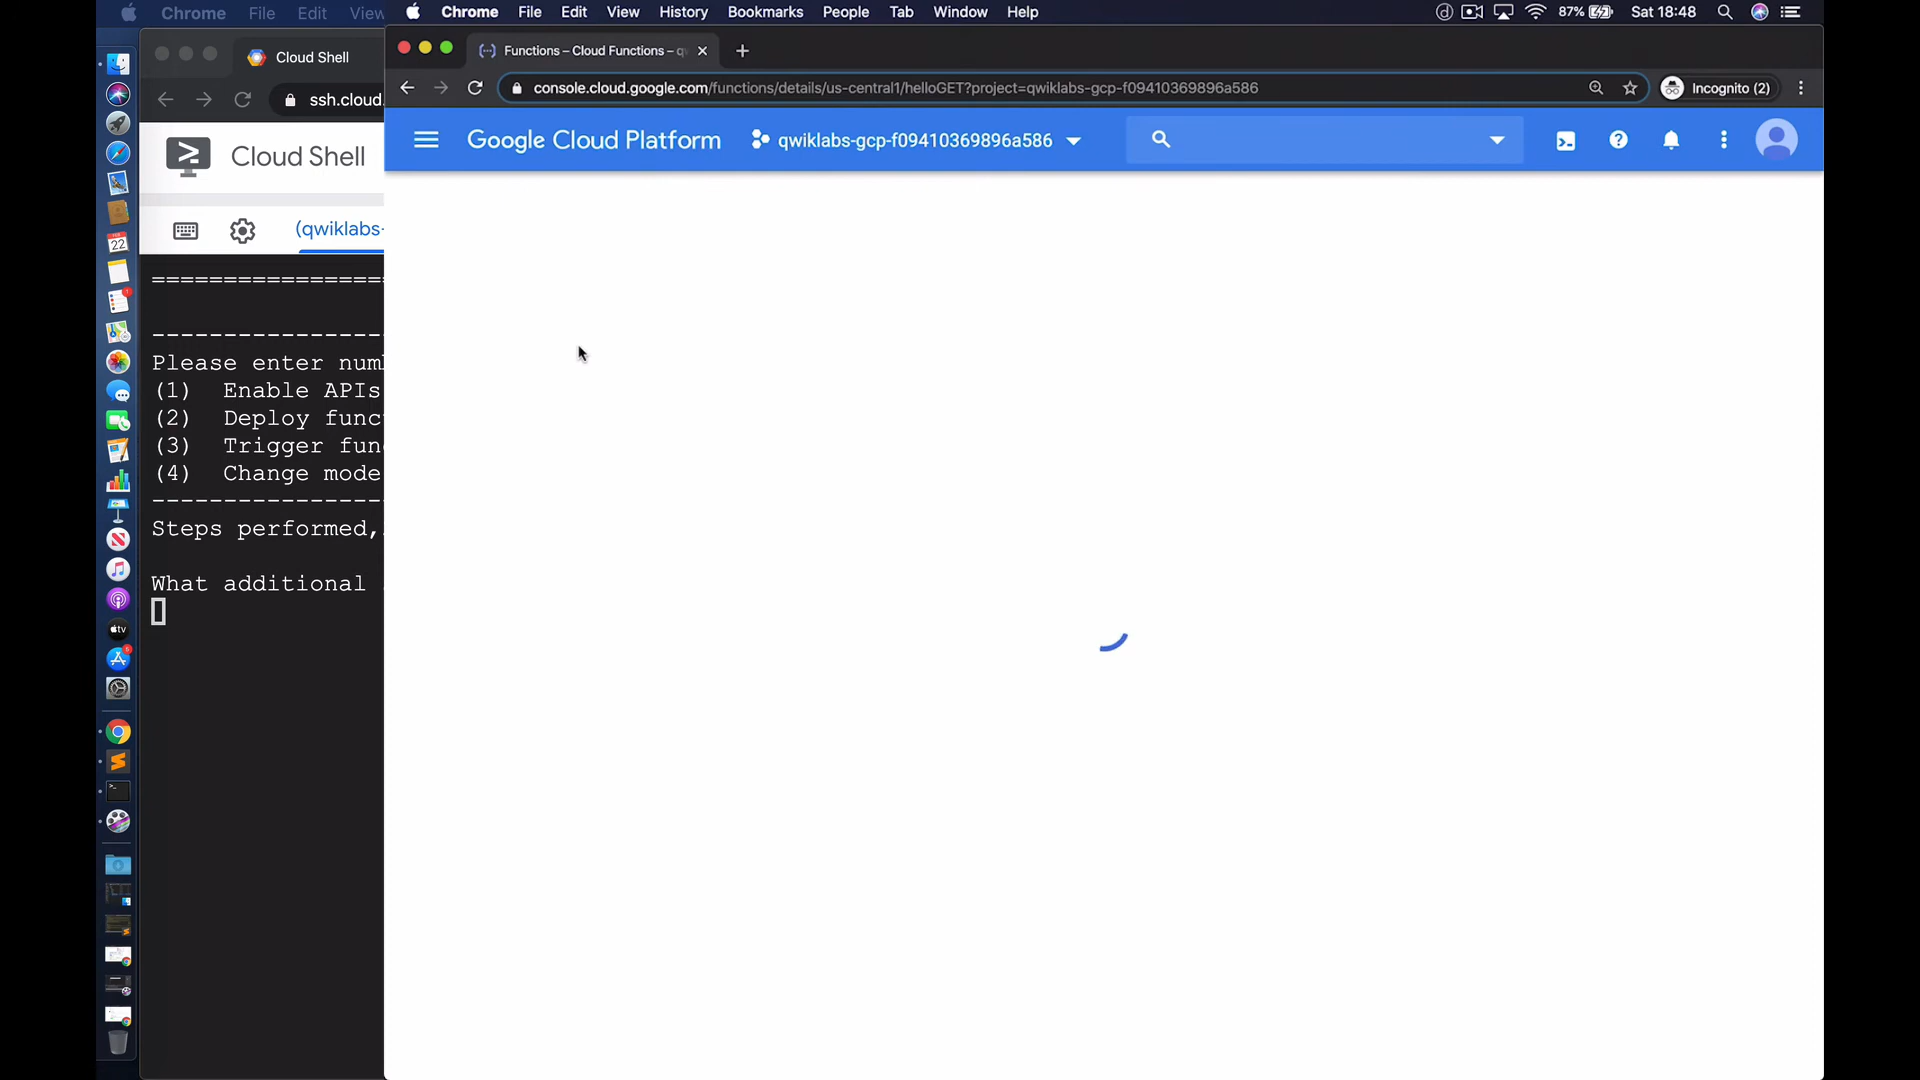 Chrome File Edit View
Chrome File Edit View History Bookmarks People Tab Window Help
87% Sat 18:48
Cloud Shell
Functions – Cloud Functions – q
ssh.cloud.
console.cloud.google.com/functions/details/us-central1/helloGET?project=qwiklabs-gcp-f09410369896a586
Incognito (2)
Cloud Shell
Google Cloud Platform
qwiklabs-gcp-f09410369896a586
(qwiklabs-
====================
--------------------
Please enter num
(1) Enable APIs
(2) Deploy func
(3) Trigger fun
(4) Change mode
--------------------
Steps performed,
What additional
22
tv